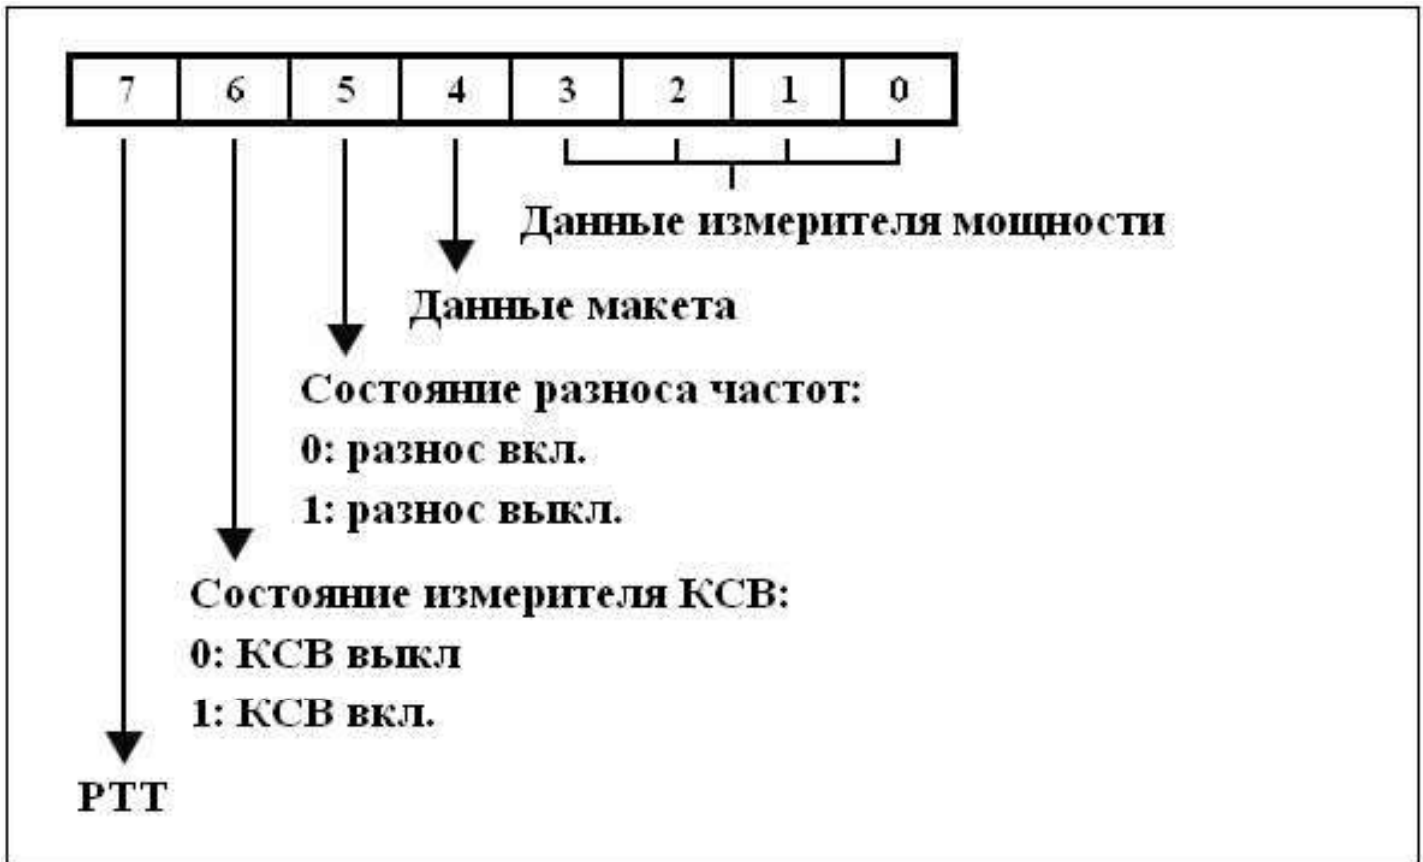 7 6 5 4 3 2 1 0
Данные измерителя мощности
Данные макета
Состояние разноса частот:
0: разнос вкл.
1: разнос выкл.
Состояние измерителя КСВ:
0: КСВ выкл
1: КСВ вкл.
PTT